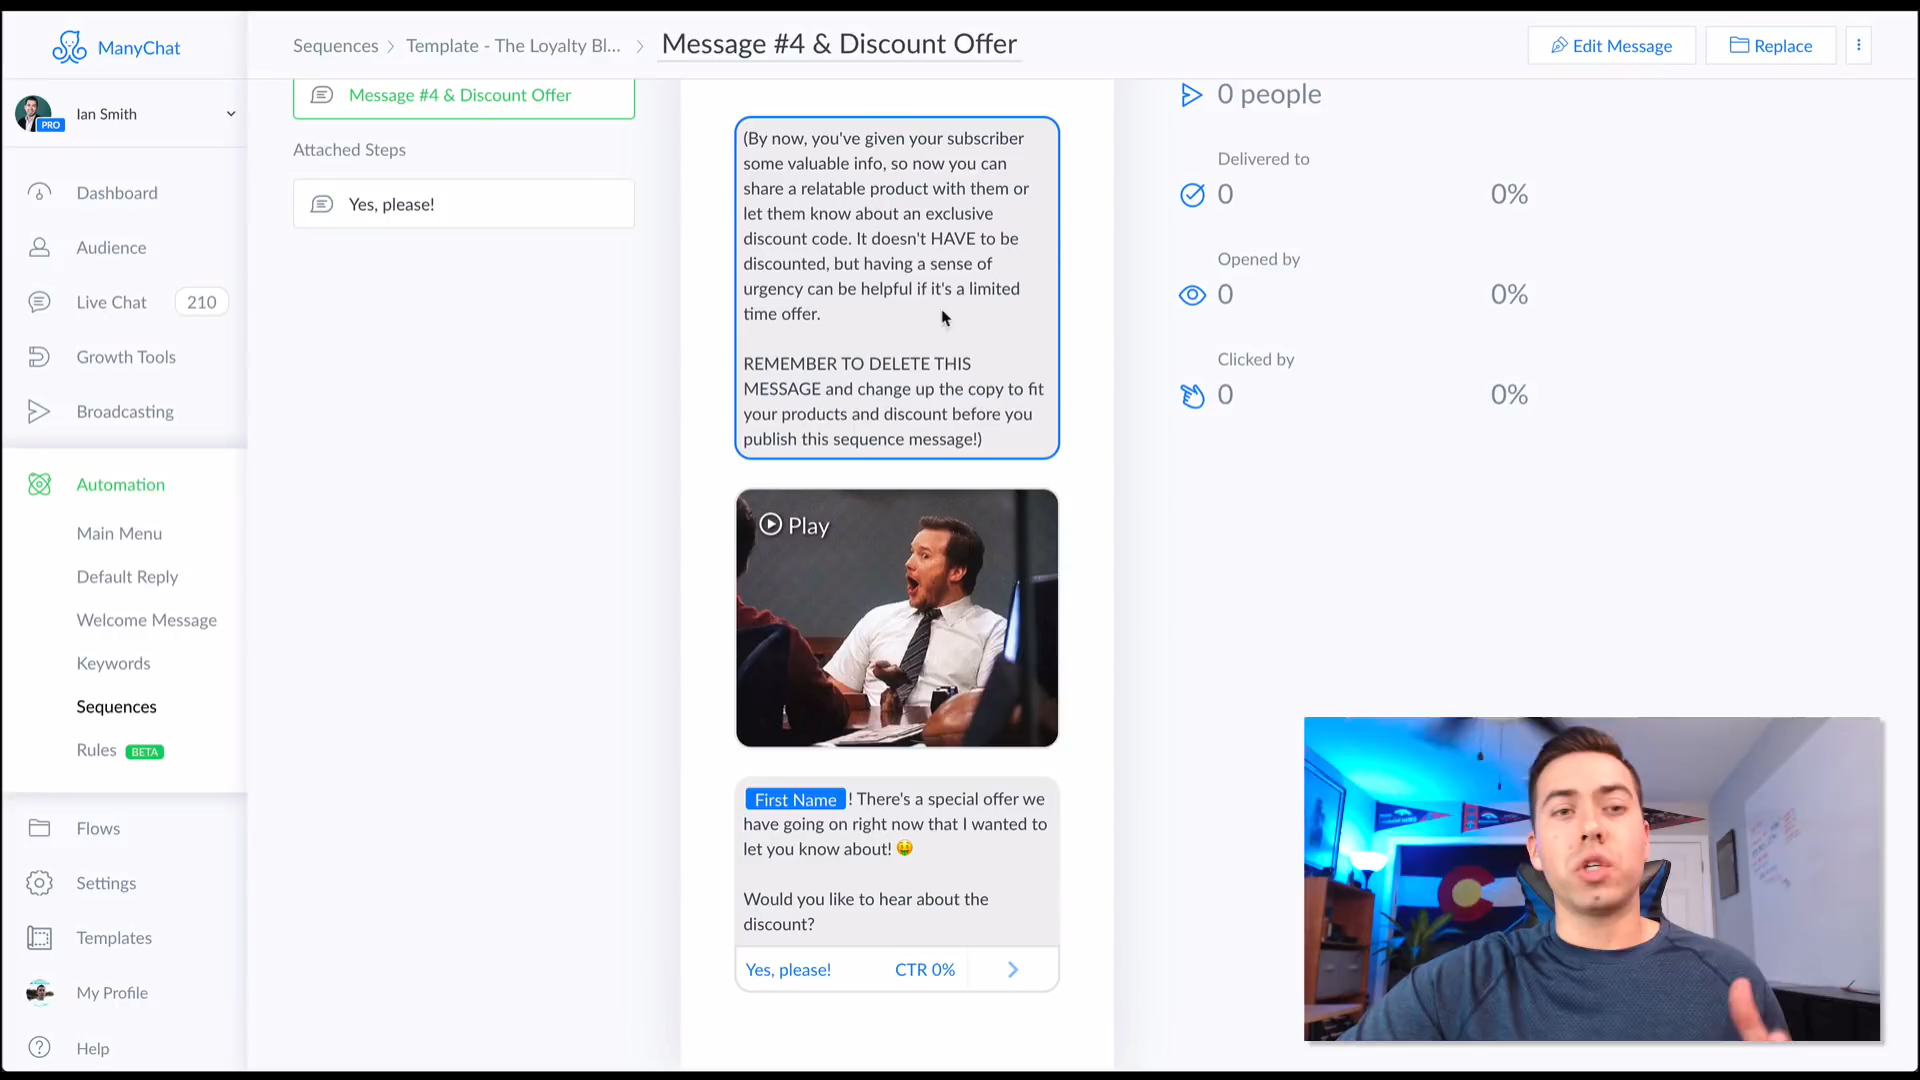 ManyChat
Sequences
Template - The Loyalty Bl...
Message #4 & Discount Offer
Edit Message
Replace
PRO
Ian Smith
Dashboard
Audience
Live Chat
210
Growth Tools
Broadcasting
Automation
Main Menu
Default Reply
Welcome Message
Keywords
Sequences
Rules
BETA
Flows
Settings
Templates
My Profile
Help
Message #4 & Discount Offer
Attached Steps
Yes, please!
(By now, you've given your subscriber
some valuable info, so now you can
share a relatable product with them or
let them know about an exclusive
discount code. It doesn't HAVE to be
discounted, but having a sense of
urgency can be helpful if it's a limited
time offer.
REMEMBER TO DELETE THIS
MESSAGE and change up the copy to fit
your products and discount before you
publish this sequence message!)
Play
First Name ! There's a special offer we
have going on right now that I wanted to
let you know about! 🤑
Would you like to hear about the
discount?
Yes, please!
CTR 0%
0 people
Delivered to
0
0%
Opened by
0
0%
Clicked by
0
0%